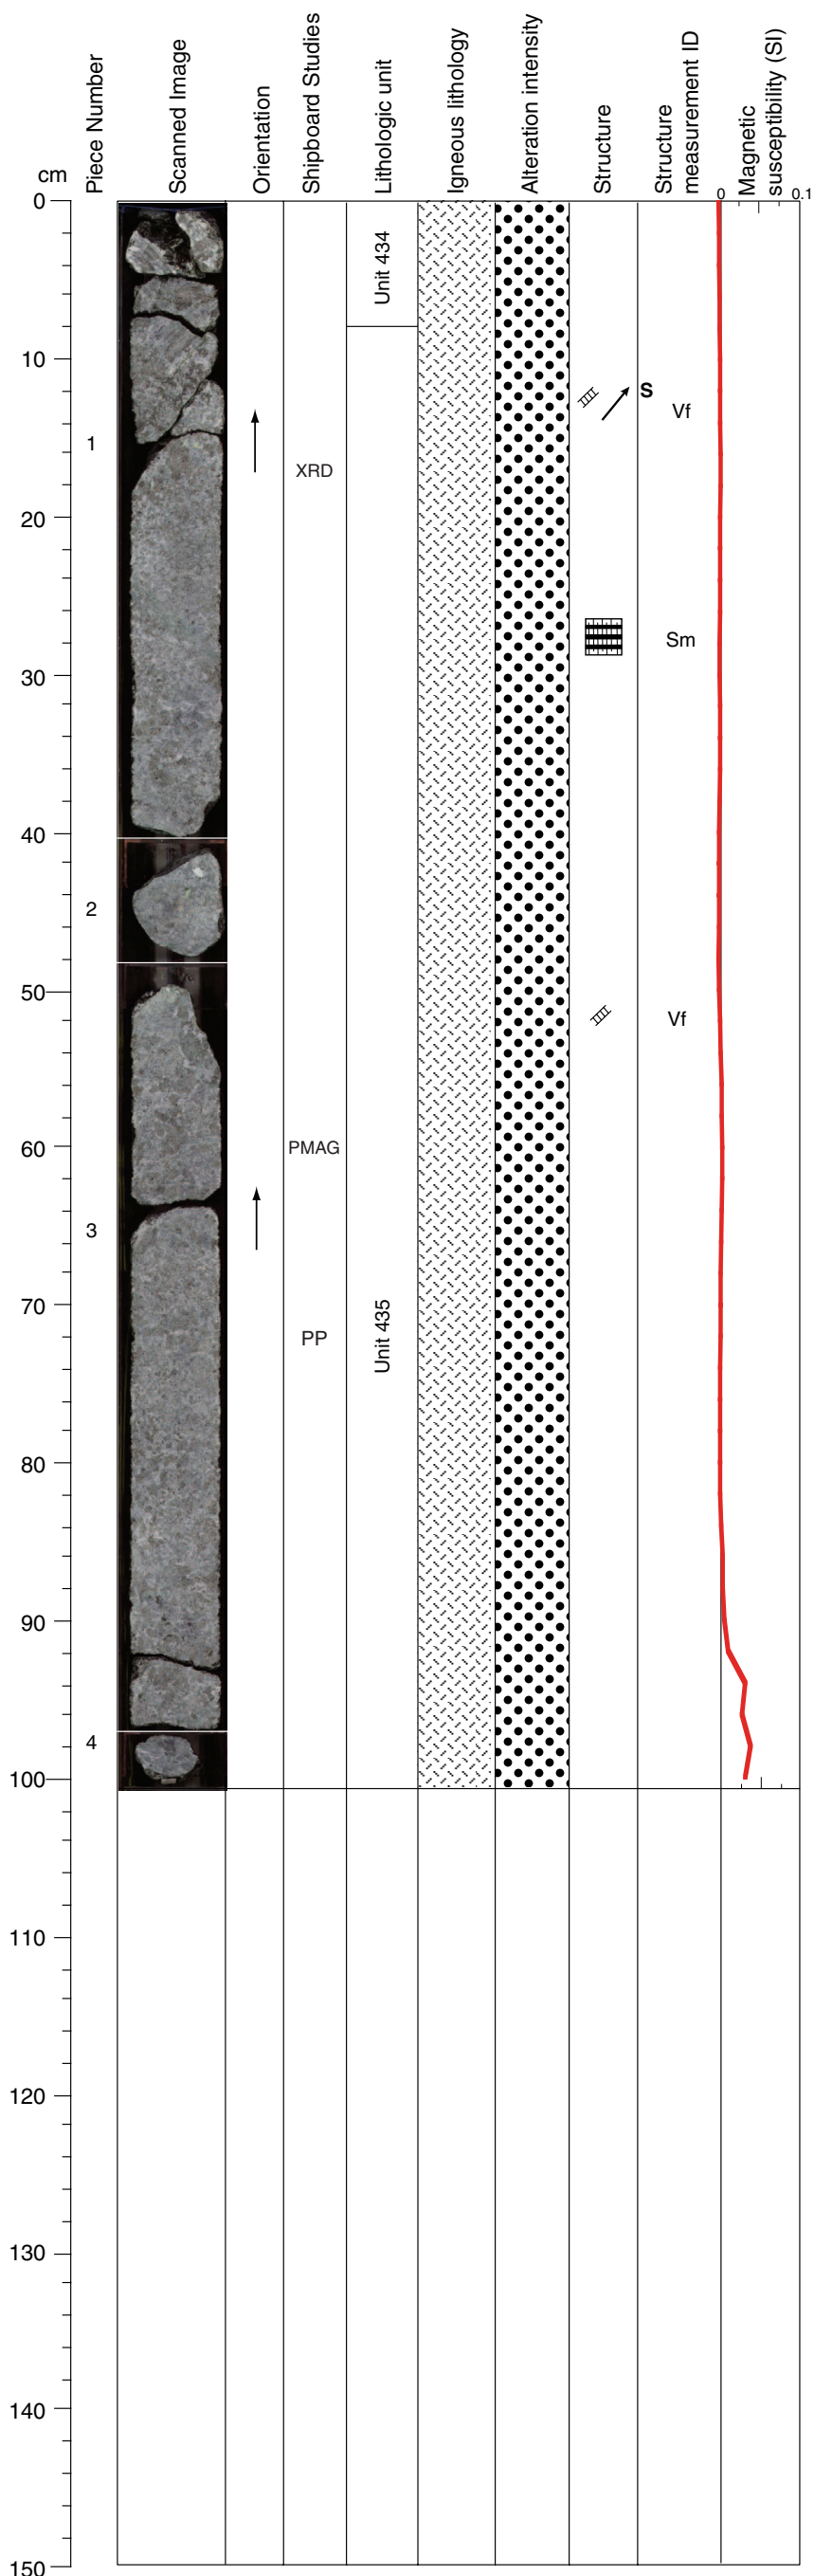 cm
Piece Number
Scanned Image
Orientation
Shipboard Studies
Lithologic unit
Igneous lithology
Alteration intensity
Structure
Structure
measurement ID
Magnetic
susceptibility (SI)
0
0.1
0
Unit 434
10
S
Vf
1
XRD
20
Sm
30
40
2
50
Vf
60
PMAG
3
70
PP
Unit 435
80
90
4
100
110
120
130
140
150